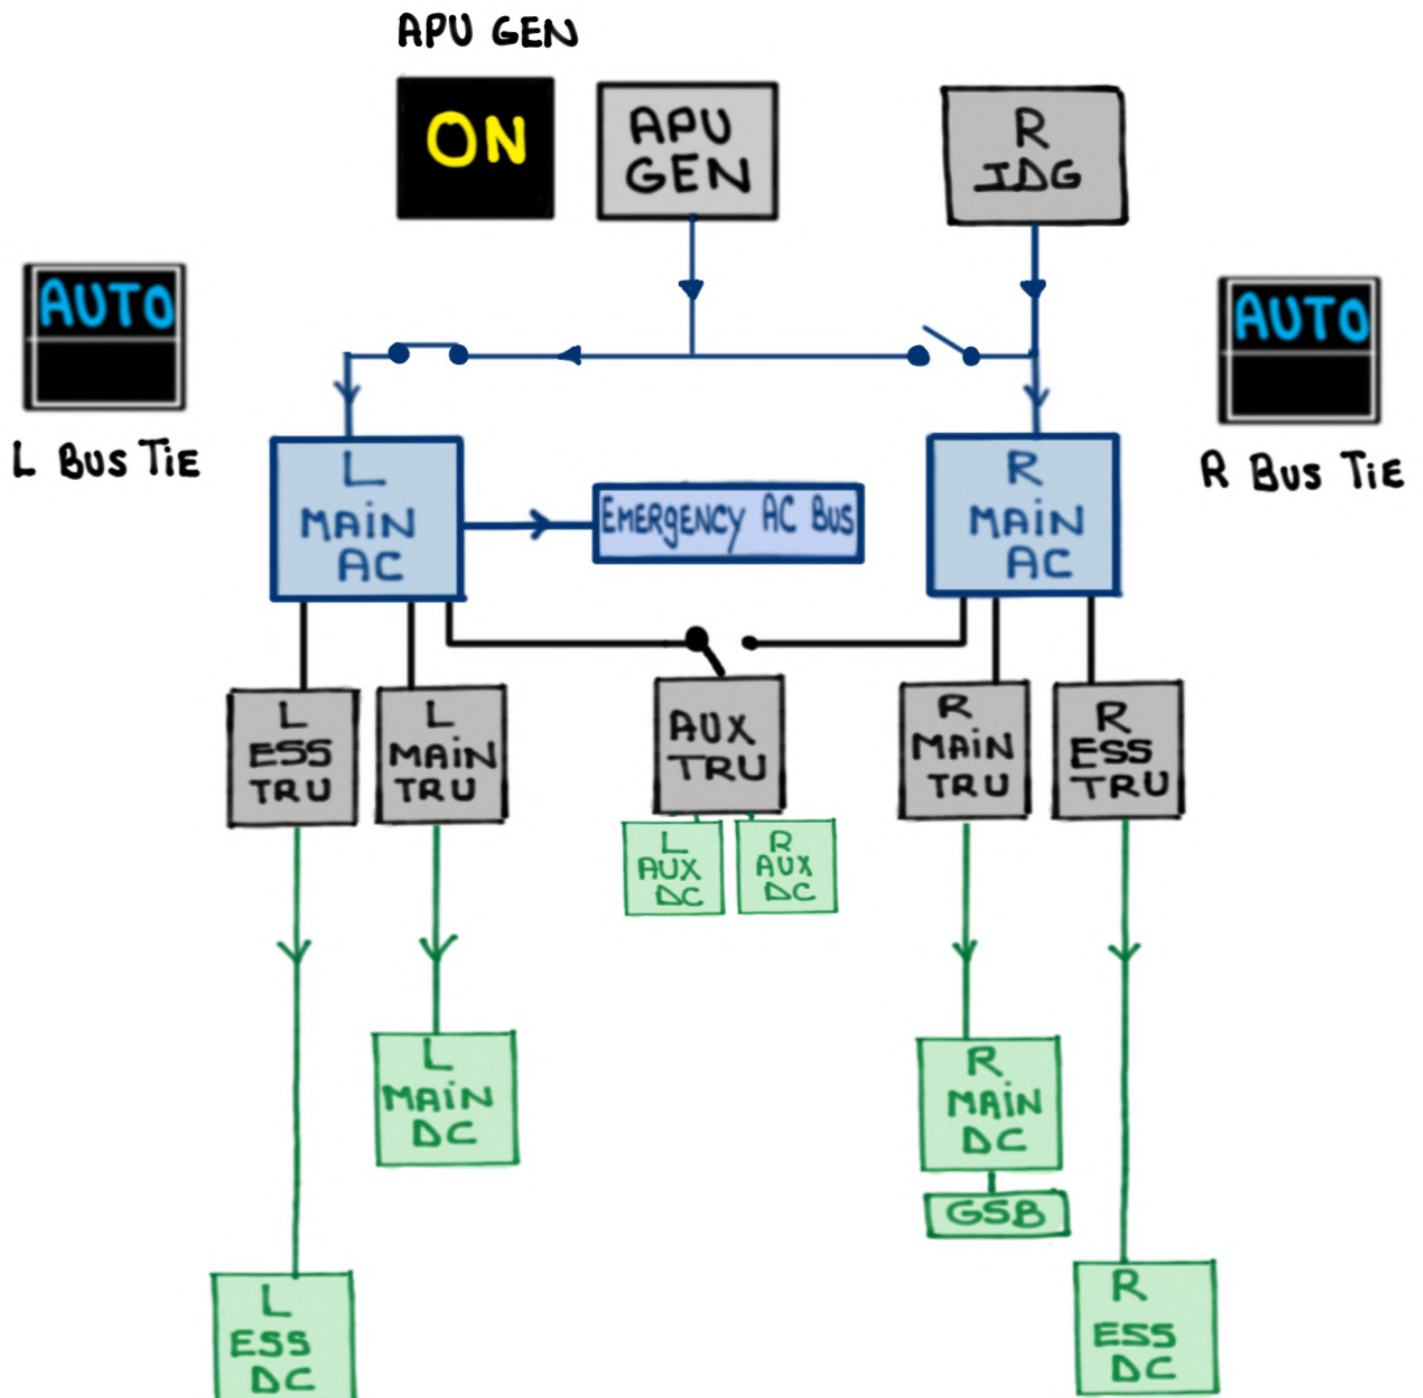 APU GEN
ON
APU
GEN
R
IDG
AUTO
L BUS TiE
AUTO
R BUS TiE
L
MAiN
AC
EMERgENCY AC BUS
R
MAiN
AC
L
ESS
TRU
L
MAiN
TRU
AUX
TRU
R
MAiN
TRU
R
ESS
TRU
L
AUX
DC
R
AUX
DC
L
MAiN
DC
R
MAiN
DC
GSB
L
ESS
DC
R
ESS
DC